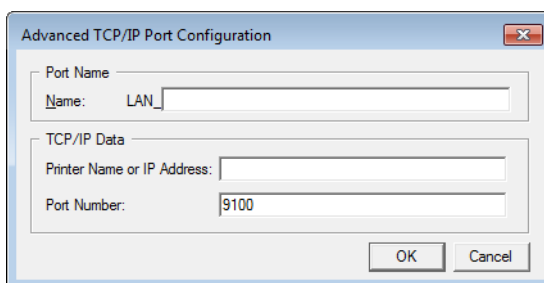 Advanced TCP/IP Port Configuration
Port Name
Name: LAN_
TCP/IP Data
Printer Name or IP Address:
Port Number: 9100
OK Cancel